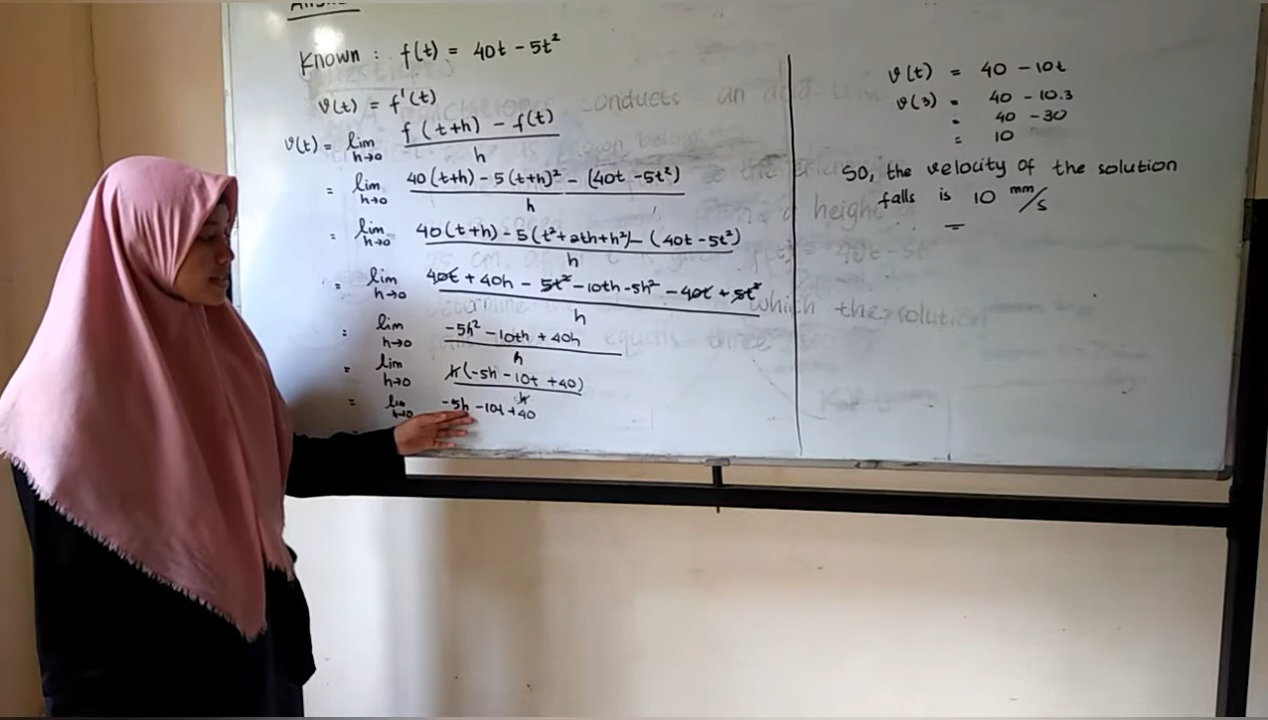 Known : f(t) = 40t - 5t²
v(t) = f'(t)
v(t) = lim h→0 f(t+h) - f(t) / h
= lim h→0 40(t+h) - 5(t+h)² - (40t - 5t²) / h
= lim h→0 40(t+h) - 5(t²+2th+h²) - (40t - 5t²) / h
= lim h→0 40t + 40h - 5t² - 10th - 5h² - 40t + 5t² / h
= lim h→0 -5h² - 10th + 40h / h
= lim h→0 h(-5h - 10t + 40) / h
= lim h→0 -5h - 10t + 40
v(t) = 40 - 10t
v(3) = 40 - 10.3
= 40 - 30
= 10
So, the velocity of the solution
falls is 10 mm/s